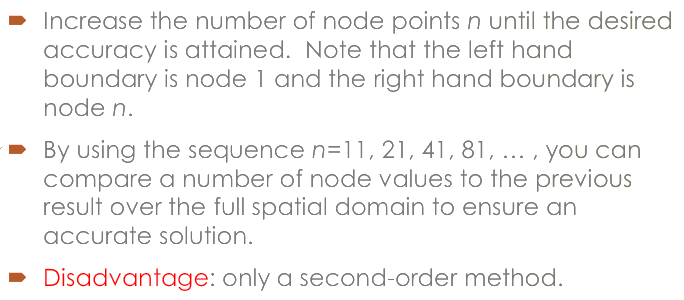 Increase the number of node points n until the desired
accuracy is attained.  Note that the left hand
boundary is node 1 and the right hand boundary is
node n.
By using the sequence n=11, 21, 41, 81, … , you can
compare a number of node values to the previous
result over the full spatial domain to ensure an
accurate solution.
Disadvantage: only a second-order method.